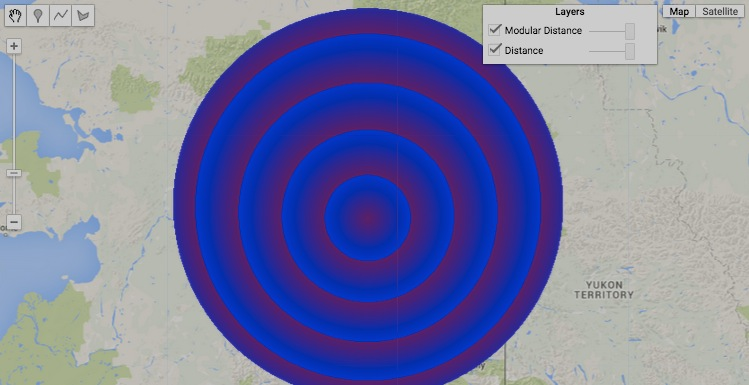 Layers
Modular Distance
Distance
Map
Satellite
YUKON
TERRITORY